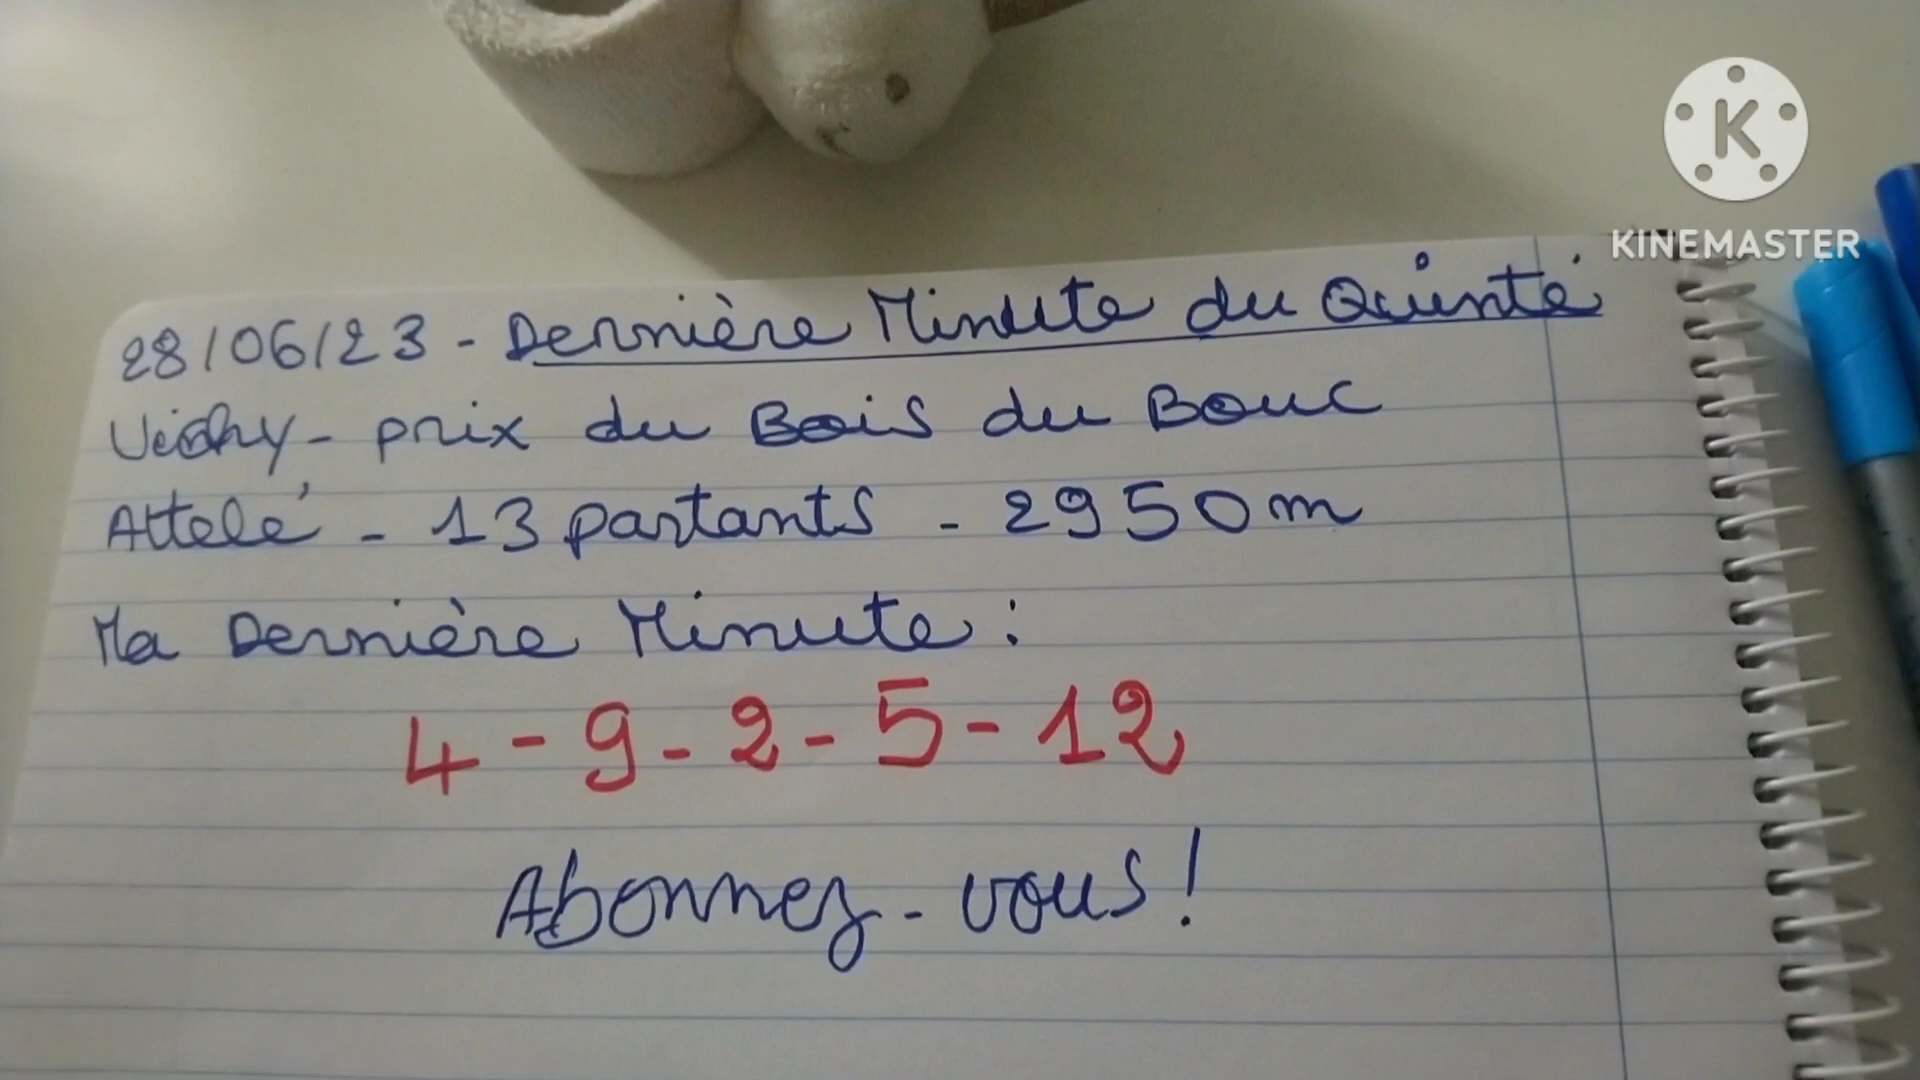 KINEMASTER
28/06/23 - Dernière Minute du Quinté
Vichy - prix du Bois du Bouc
Attelé - 13 partants - 2950m
Ma Dernière Minute :
4 - 9 - 2 - 5 - 12
Abonnez-vous !